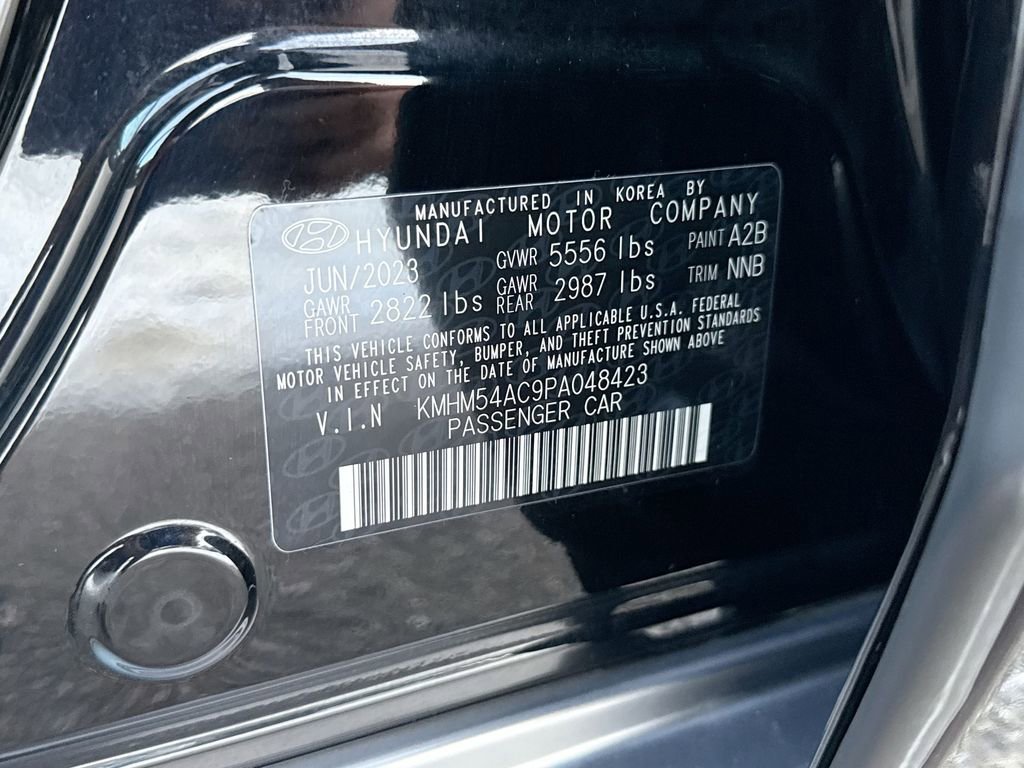 MANUFACTURED IN KOREA BY
HYUNDAI MOTOR COMPANY
JUN/2023 GVWR 5556 lbs PAINT A2B
GAWR FRONT 2822 lbs GAWR REAR 2987 lbs TRIM NNB
THIS VEHICLE CONFORMS TO ALL APPLICABLE U.S.A. FEDERAL
MOTOR VEHICLE SAFETY, BUMPER, AND THEFT PREVENTION STANDARDS
IN EFFECT ON THE DATE OF MANUFACTURE SHOWN ABOVE
V.I.N KMHM54AC9PA048423
PASSENGER CAR